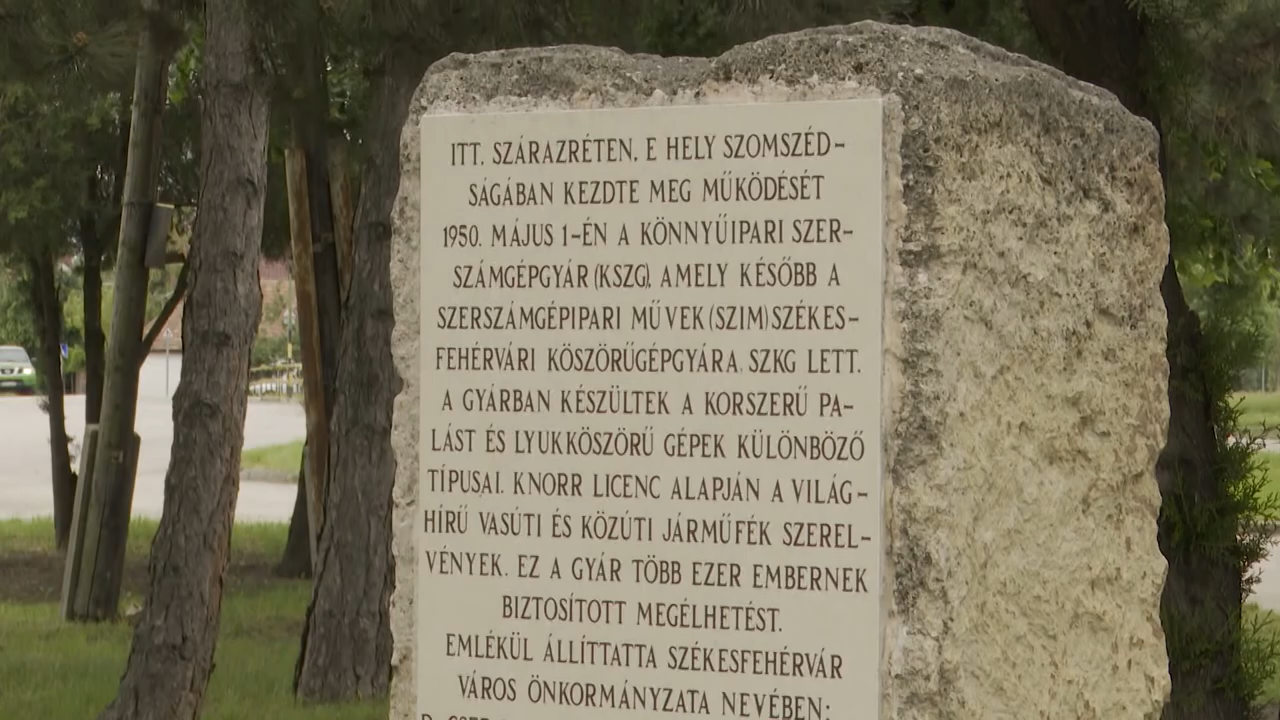 ITT, SZÁRAZRÉTEN, E HELY SZOMSZÉD-
SÁGÁBAN KEZDTE MEG MŰKÖDÉSÉT
1950. MÁJUS 1-ÉN A KÖNNYŰIPARI SZER-
SZÁMGÉPGYÁR (KSZG), AMELY KÉSŐBB A
SZERSZÁMGÉPIPARI MŰVEK (SZIM) SZÉKES-
FEHÉRVÁRI KÖSZÖRŰGÉPGYÁRA, SZKG LETT.
A GYÁRBAN KÉSZÜLTEK A KORSZERŰ PA-
LÁST ÉS LYUKKÖSZÖRŰ GÉPEK KÜLÖNBÖZŐ
TÍPUSAI. KNORR LICENC ALAPJÁN A VILÁG-
HÍRŰ VASÚTI ÉS KÖZÚTI JÁRMŰFÉK SZEREL-
VÉNYEK. EZ A GYÁR TÖBB EZER EMBERNEK
BIZTOSÍTOTT MEGÉLHETÉST.
EMLÉKÜL ÁLLÍTTATTA SZÉKESFEHÉRVÁR
VÁROS ÖNKORMÁNYZATA NEVÉBEN: